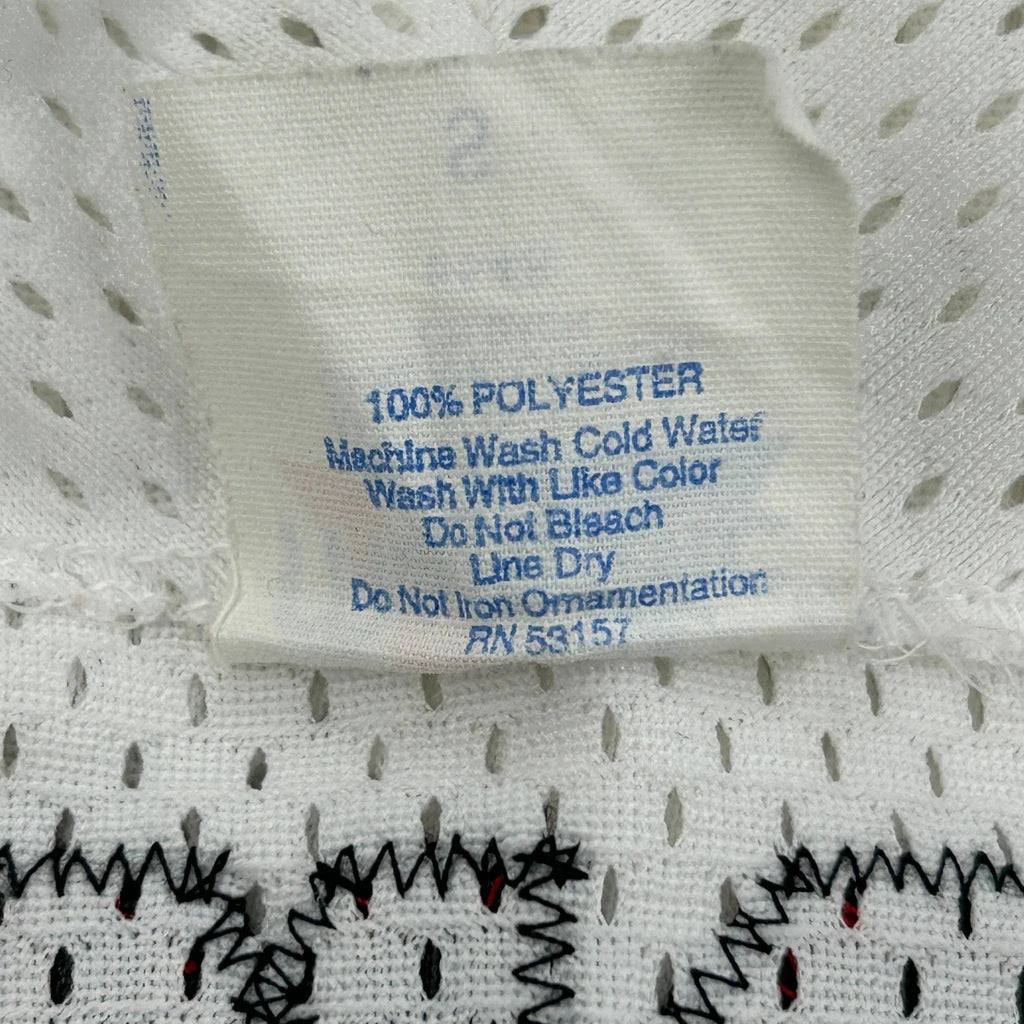 100% POLYESTER
Machine Wash Cold Water
Wash With Like Color
Do Not Bleach
Line Dry
Do Not Iron Ornamentation
RN 53157